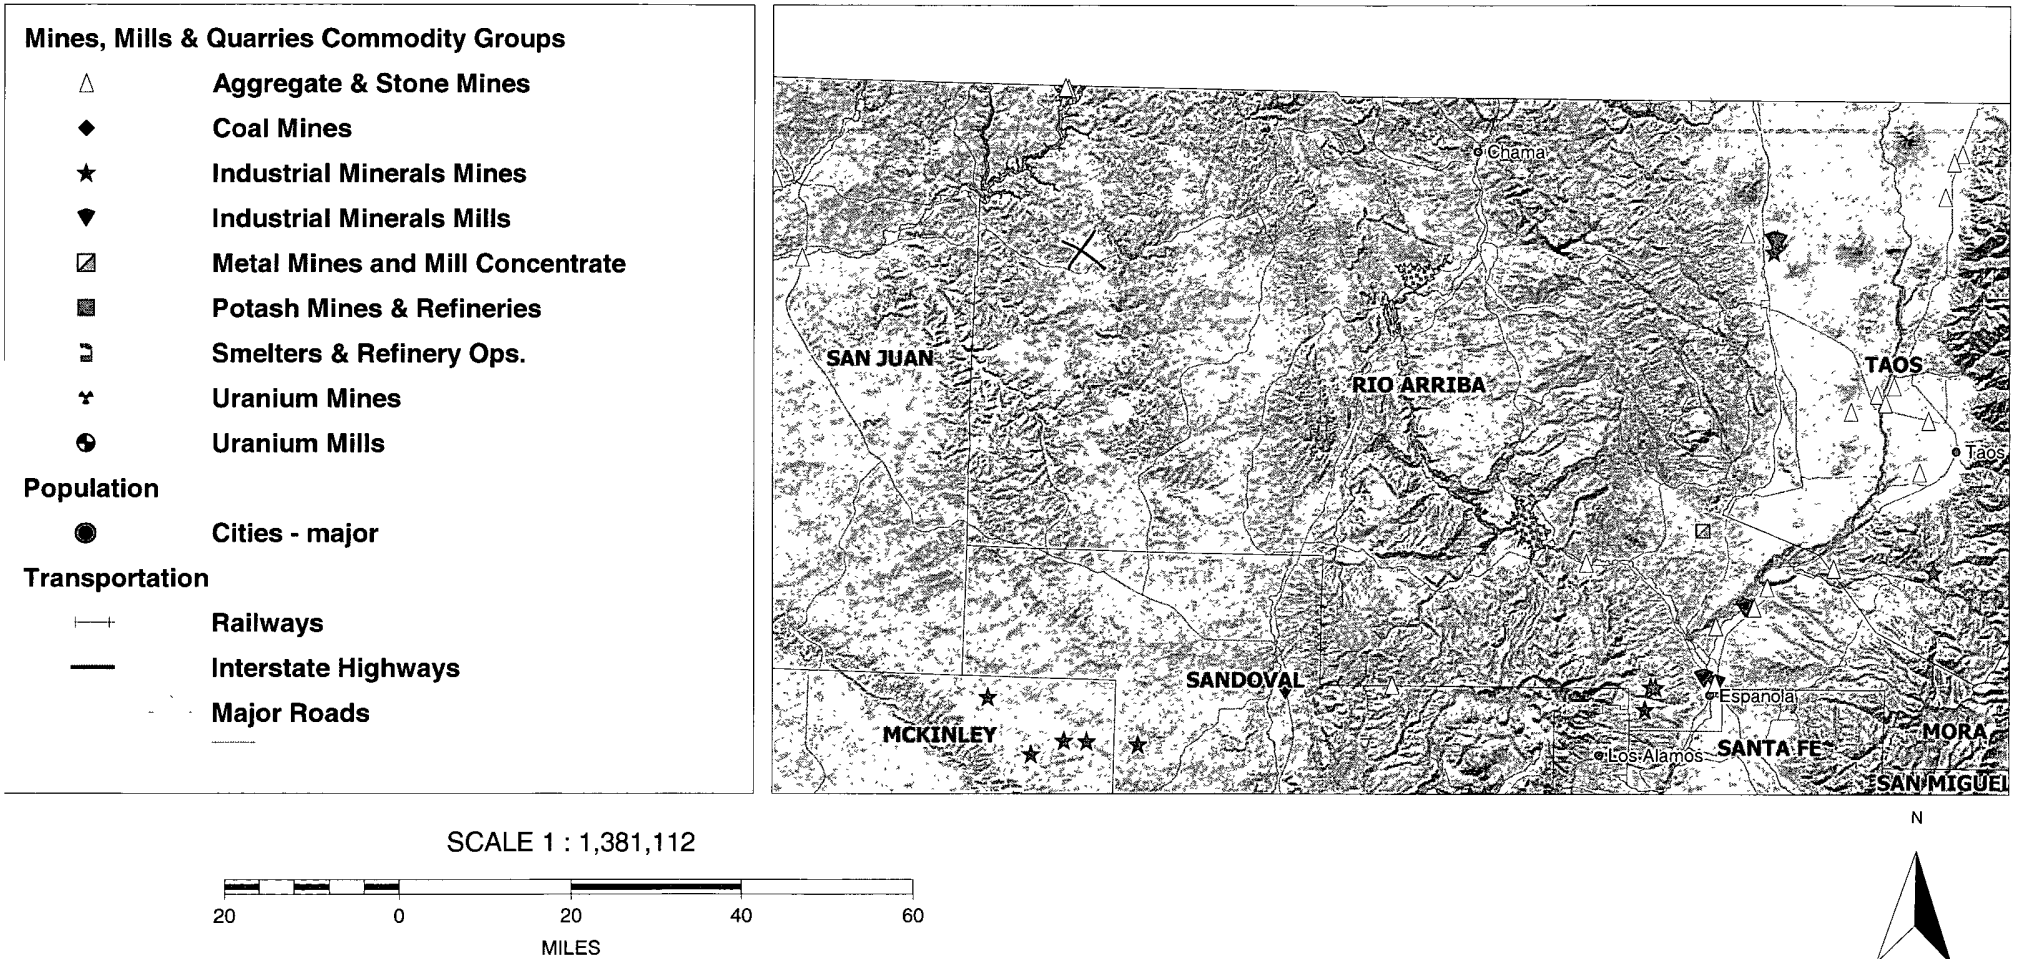 Mines, Mills & Quarries Commodity Groups
Aggregate & Stone Mines
Coal Mines
Industrial Minerals Mines
Industrial Minerals Mills
Metal Mines and Mill Concentrate
Potash Mines & Refineries
Smelters & Refinery Ops.
Uranium Mines
Uranium Mills
Population
Cities - major
Transportation
Railways
Interstate Highways
Major Roads
Chama
SAN JUAN
RIO ARRIBA
TAOS
Taos
SANDOVAL
Espanola
MCKINLEY
MORA
SANTA FE
Los Alamos
SAN MIGUEL
SCALE 1 : 1,381,112
20 0 20 40 60
MILES
N